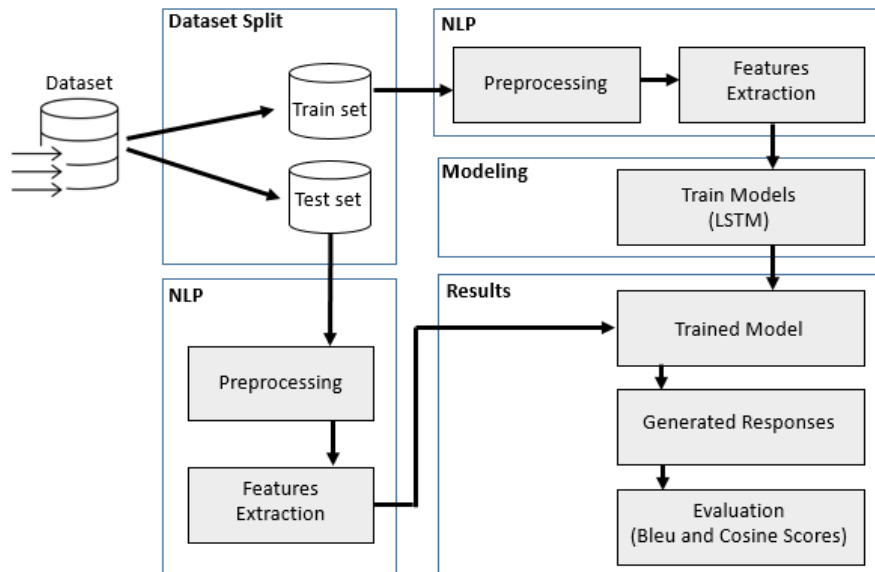 Dataset
Dataset Split
Train set
Test set
NLP
Preprocessing
Features
Extraction
Modeling
Train Models
(LSTM)
NLP
Preprocessing
Features
Extraction
Results
Trained Model
Generated Responses
Evaluation
(Bleu and Cosine Scores)